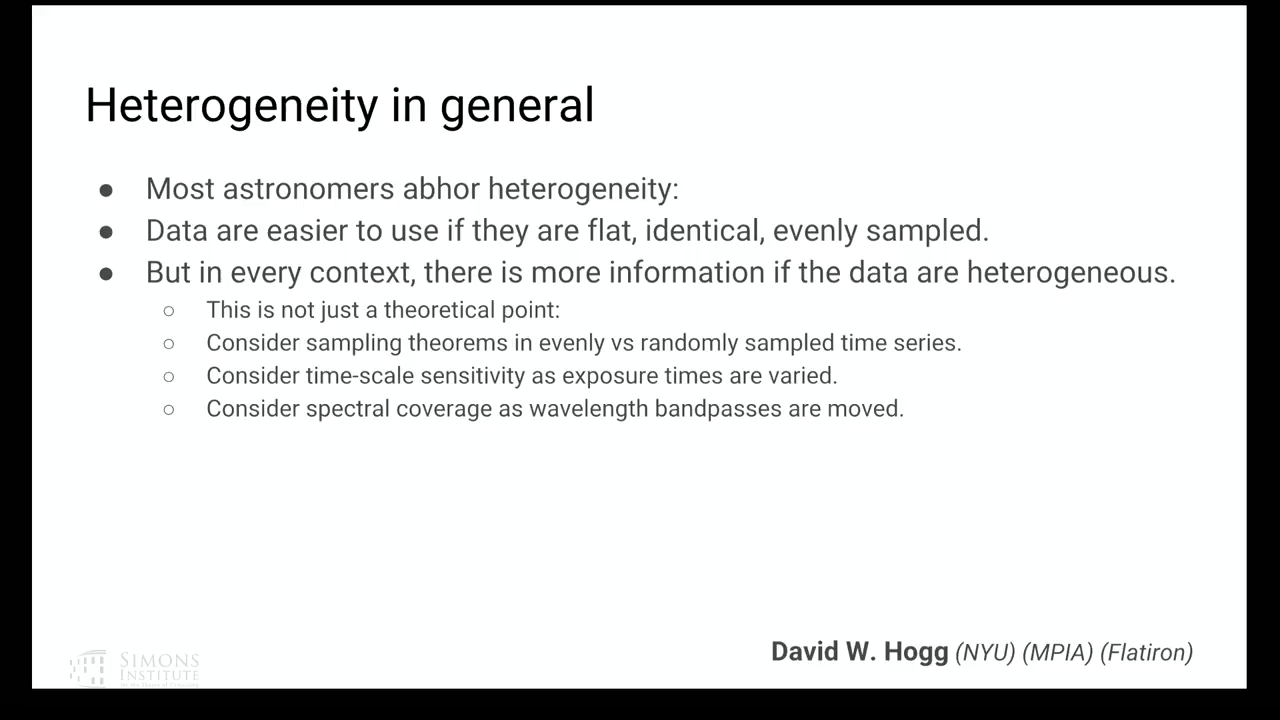 Heterogeneity in general
● Most astronomers abhor heterogeneity:
● Data are easier to use if they are flat, identical, evenly sampled.
● But in every context, there is more information if the data are heterogeneous.
○ This is not just a theoretical point:
○ Consider sampling theorems in evenly vs randomly sampled time series.
○ Consider time-scale sensitivity as exposure times are varied.
○ Consider spectral coverage as wavelength bandpasses are moved.
David W. Hogg (NYU) (MPIA) (Flatiron)
SIMONS
INSTITUTE